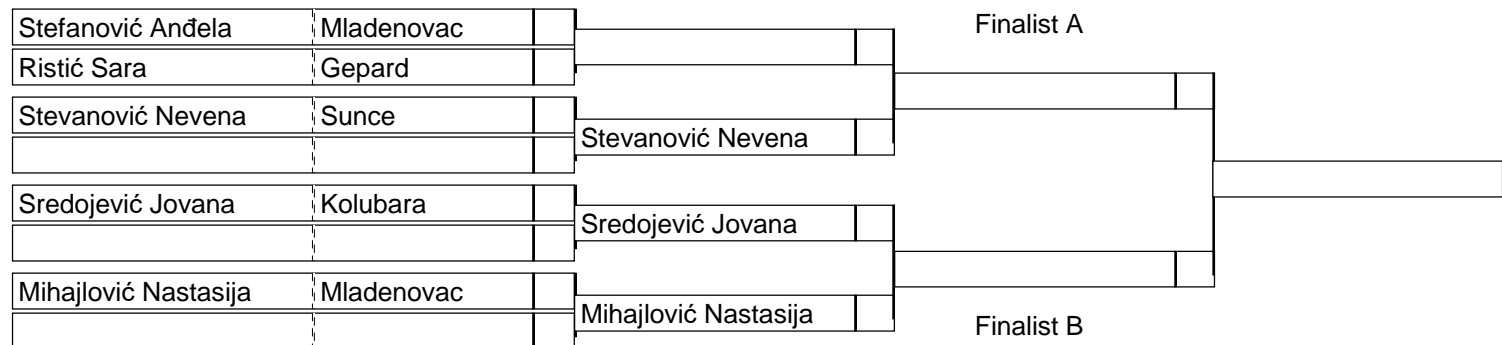 Stefanović Anđela Mladenovac
Ristić Sara Gepard
Stevanović Nevena Sunce
Sredojević Jovana Kolubara
Mihajlović Nastasija Mladenovac
Stevanović Nevena
Sredojević Jovana
Mihajlović Nastasija
Finalist A
Finalist B